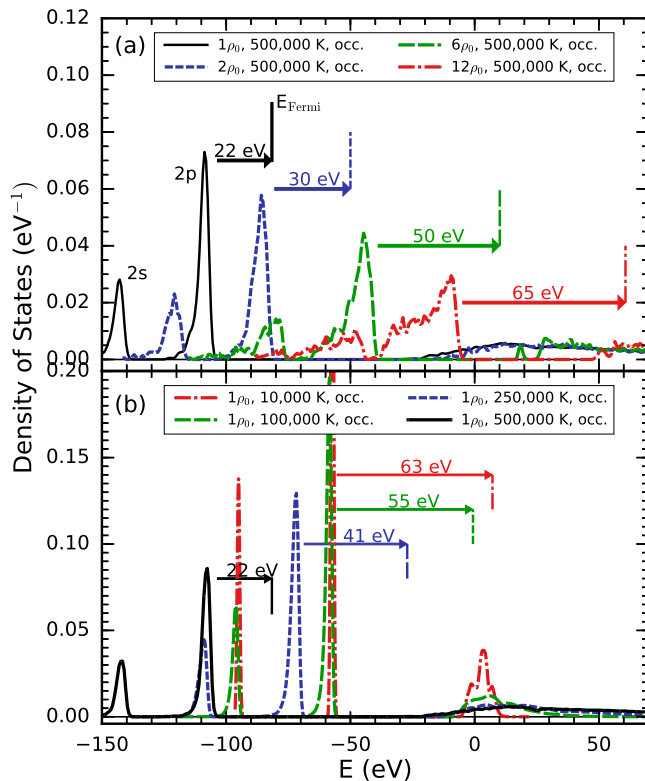 0.12
0.10
0.08
0.06
0.04
0.02
0.00
(a)
1ρ₀, 500,000 K, occ.
2ρ₀, 500,000 K, occ.
6ρ₀, 500,000 K, occ.
12ρ₀, 500,000 K, occ.
E_Fermi
22 eV
2p
30 eV
50 eV
2s
65 eV
Density of States (eV⁻¹)
0.20
0.15
0.10
0.05
0.00
(b)
1ρ₀, 10,000 K, occ.
1ρ₀, 100,000 K, occ.
1ρ₀, 250,000 K, occ.
1ρ₀, 500,000 K, occ.
63 eV
55 eV
41 eV
22 eV
−150 −100 −50 0 50
E (eV)